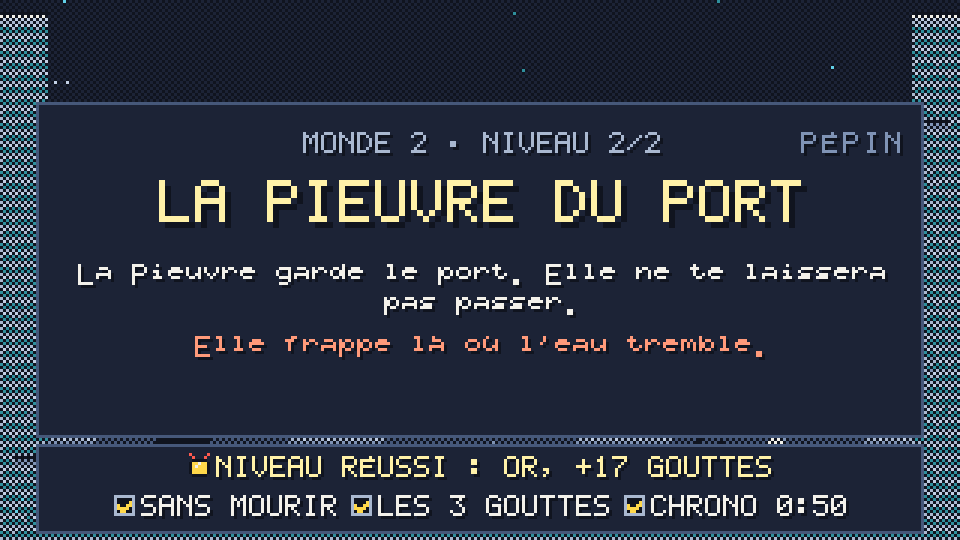 MONDE 2 · NIVEAU 2/2
PÉPIN
LA PIEUVRE DU PORT
La Pieuvre garde le port. Elle ne te laissera
pas passer.
Elle frappe là où l'eau tremble.
NIVEAU RÉUSSI : OR, +17 GOUTTES
SANS MOURIR LES 3 GOUTTES CHRONO 0:50